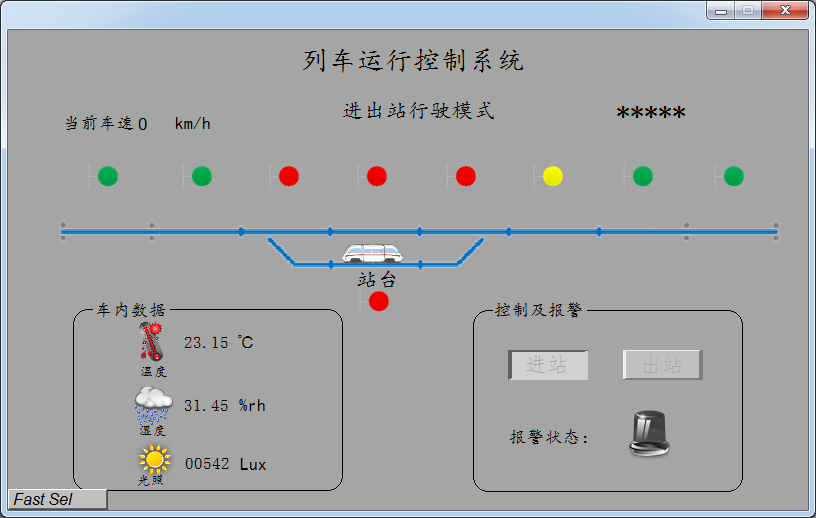 列车运行控制系统
进出站行驶模式 *****
当前车速 0 km/h
站台
车内数据
23.15 ℃
温度
31.45 %rh
湿度
00542 Lux
光照
控制及报警
进站 出站
报警状态:
Fast Sel